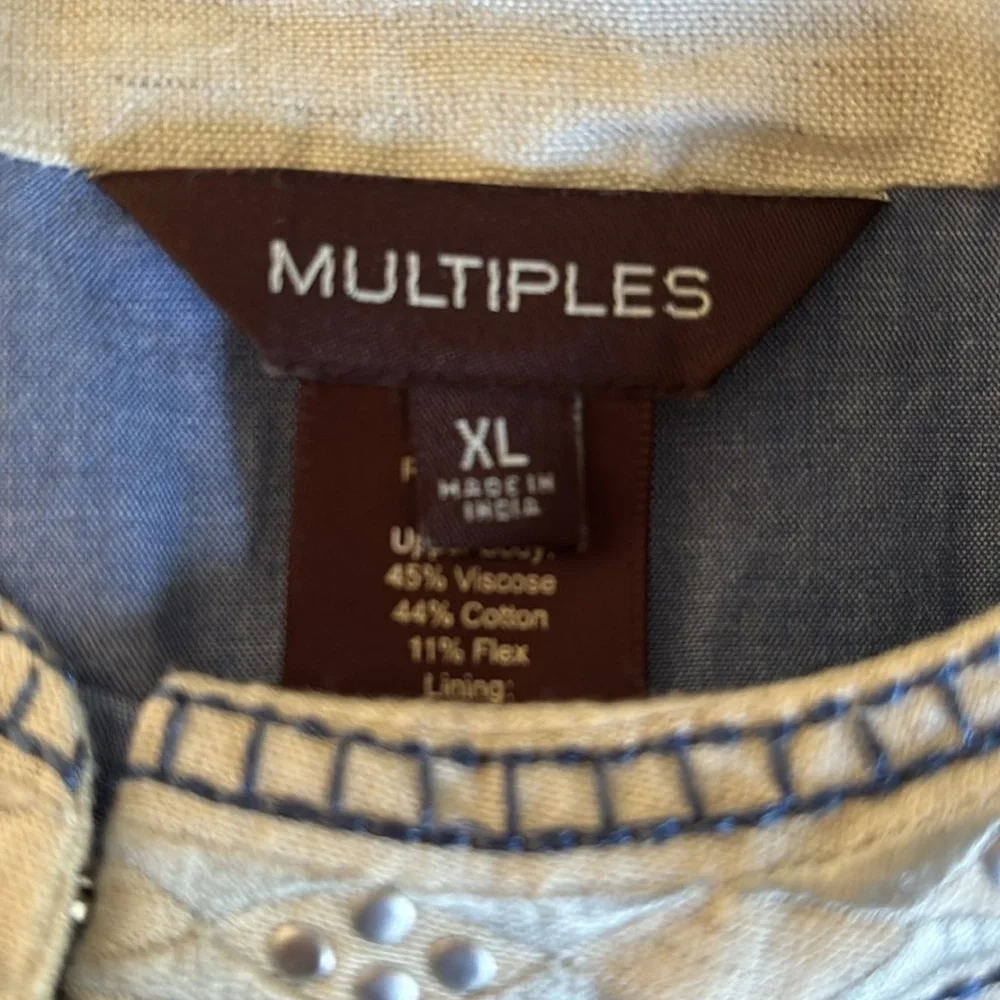 MULTIPLES
XL
MADE IN
INDIA
45% Viscose
44% Cotton
11% Flex
Lining: